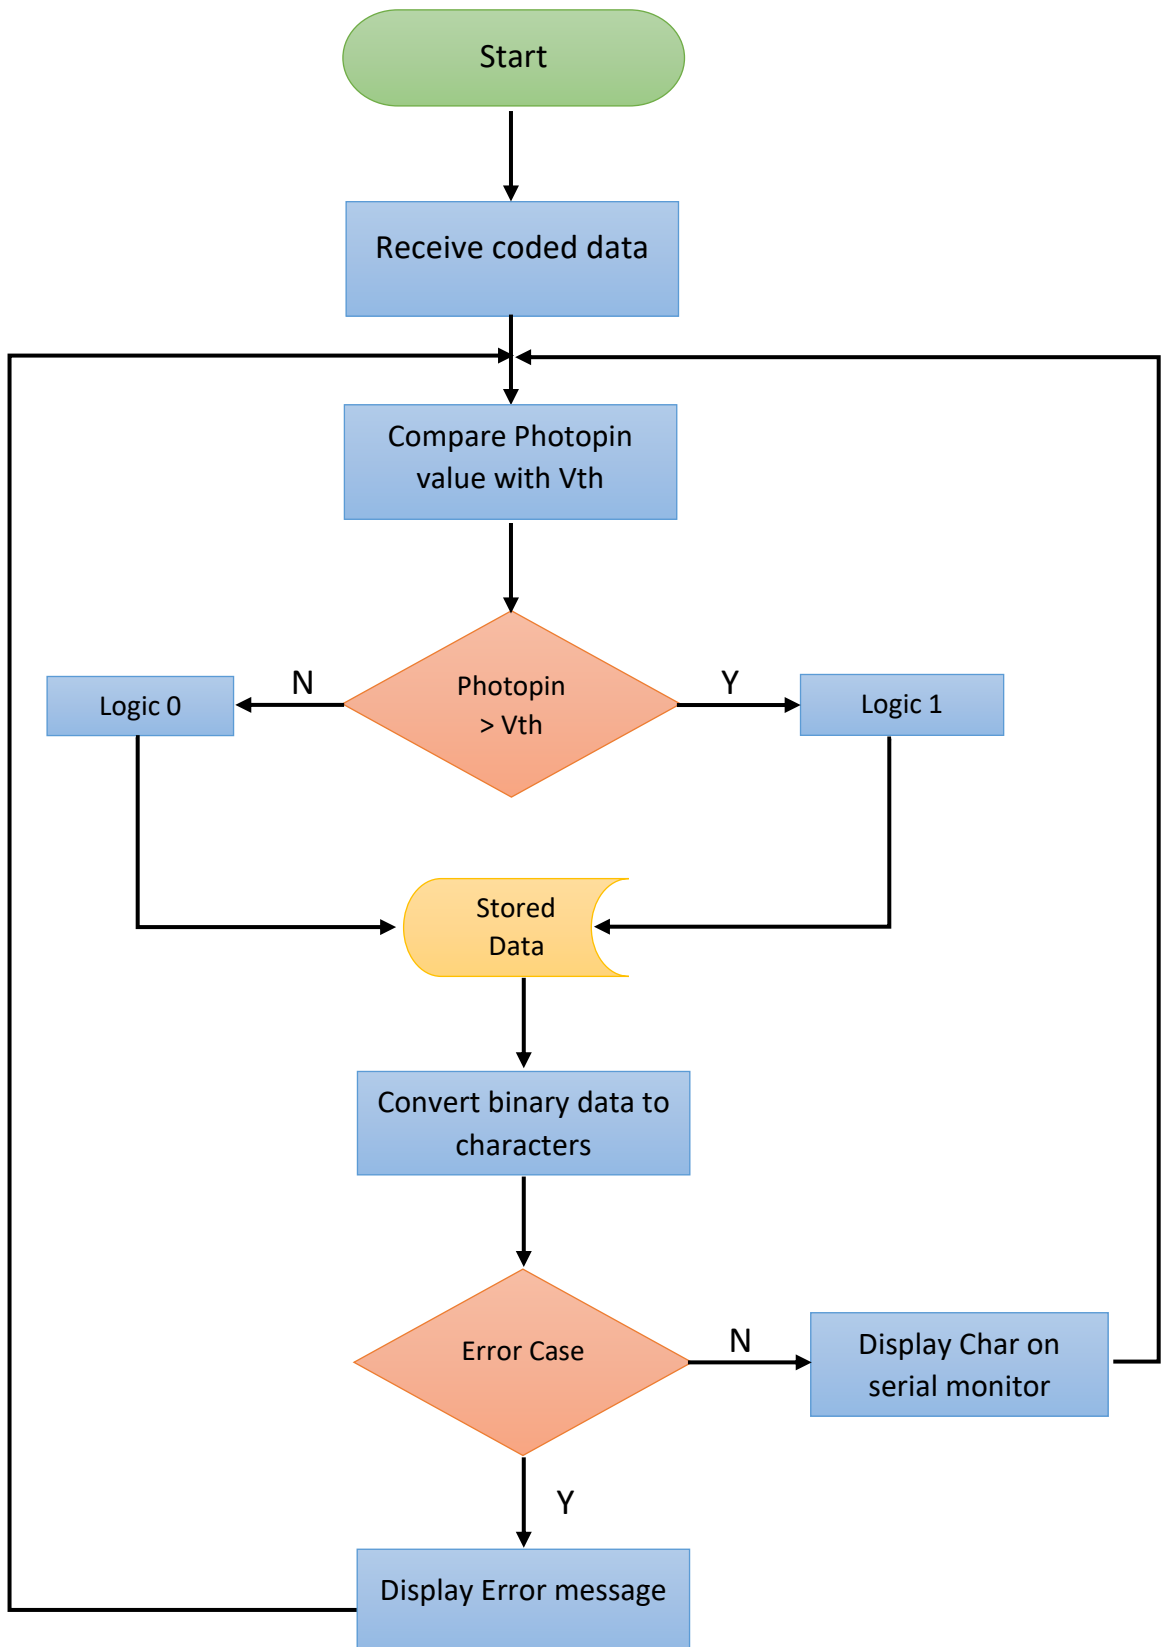 Start
Receive coded data
Compare Photopin
value with Vth
N
Y
Logic 0
Photopin
> Vth
Logic 1
Stored
Data
Convert binary data to
characters
Error Case
N
Display Char on
serial monitor
Y
Display Error message